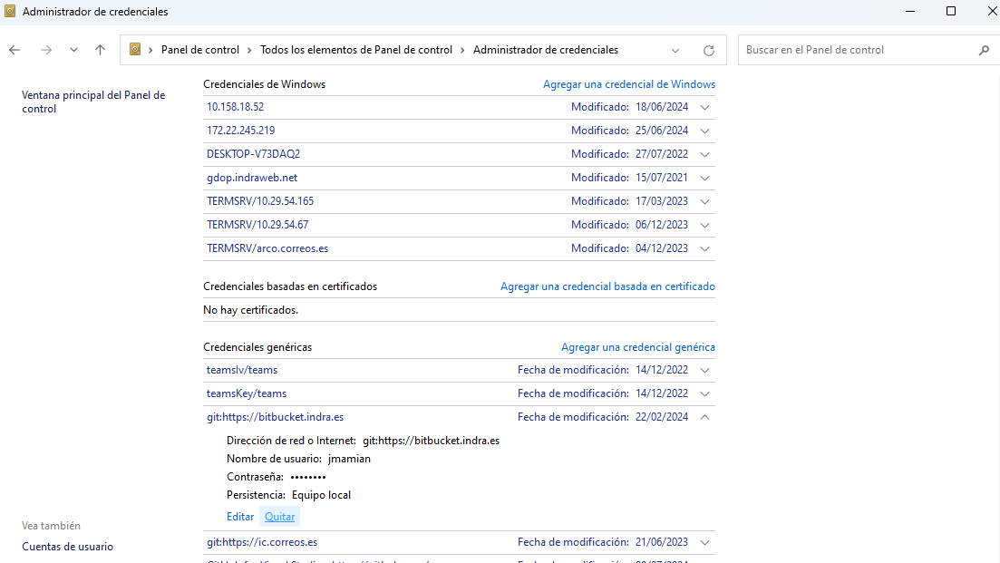 Administrador de credenciales
Panel de control > Todos los elementos de Panel de control > Administrador de credenciales
Buscar en el Panel de control
Ventana principal del Panel de
control
Credenciales de Windows Agregar una credencial de Windows
10.158.18.52 Modificado: 18/06/2024
172.22.245.219 Modificado: 25/06/2024
DESKTOP-V73DAQ2 Modificado: 27/07/2022
gdop.indraweb.net Modificado: 15/07/2021
TERMSRV/10.29.54.165 Modificado: 17/03/2023
TERMSRV/10.29.54.67 Modificado: 06/12/2023
TERMSRV/arco.correos.es Modificado: 04/12/2023
Credenciales basadas en certificados Agregar una credencial basada en certificado
No hay certificados.
Credenciales genéricas Agregar una credencial genérica
teamsIv/teams Fecha de modificación: 14/12/2022
teamsKey/teams Fecha de modificación: 14/12/2022
git:https://bitbucket.indra.es Fecha de modificación: 22/02/2024
Dirección de red o Internet: git:https://bitbucket.indra.es
Nombre de usuario: jmamian
Contraseña: ••••••••
Persistencia: Equipo local
Editar Quitar
git:https://ic.correos.es Fecha de modificación: 21/06/2023
Vea también
Cuentas de usuario